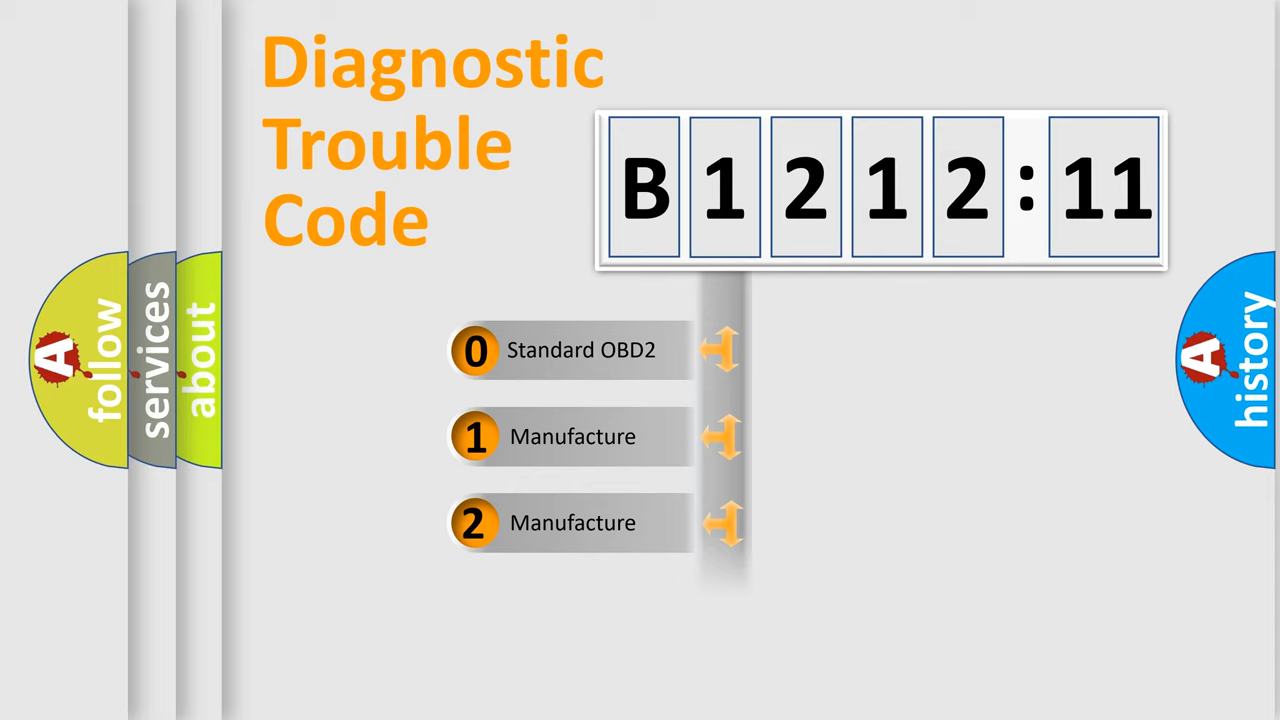 Diagnostic
Trouble
Code
B 1 2 1 2 : 11
0 Standard OBD2
1 Manufacture
2 Manufacture
A follow
services
about
A history